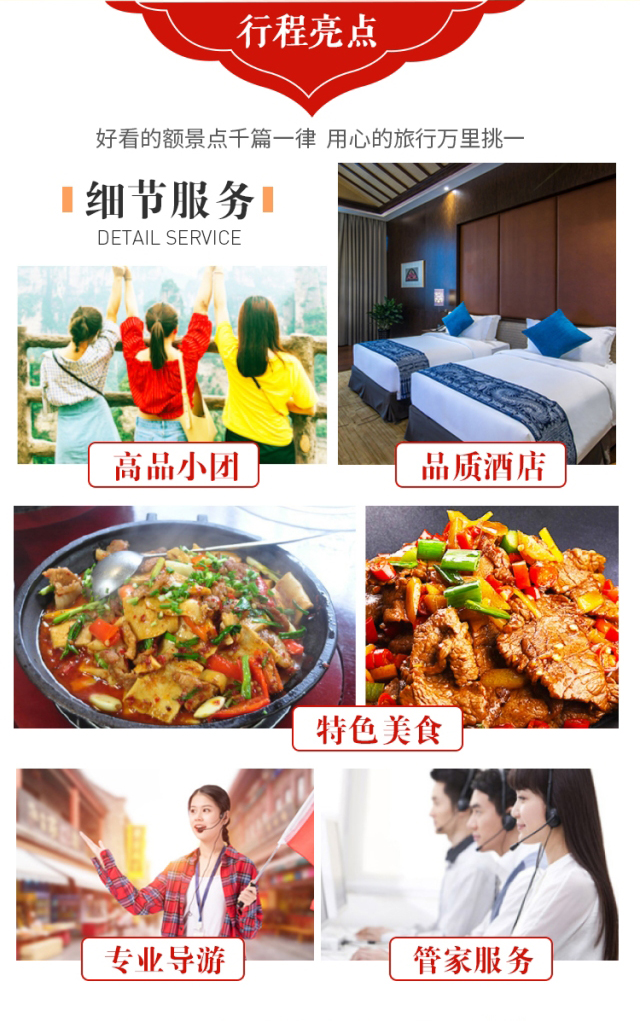 行程亮点
好看的额景点千篇一律 用心的旅行万里挑一
细节服务
DETAIL SERVICE
高品小团
品质酒店
特色美食
专业导游
管家服务